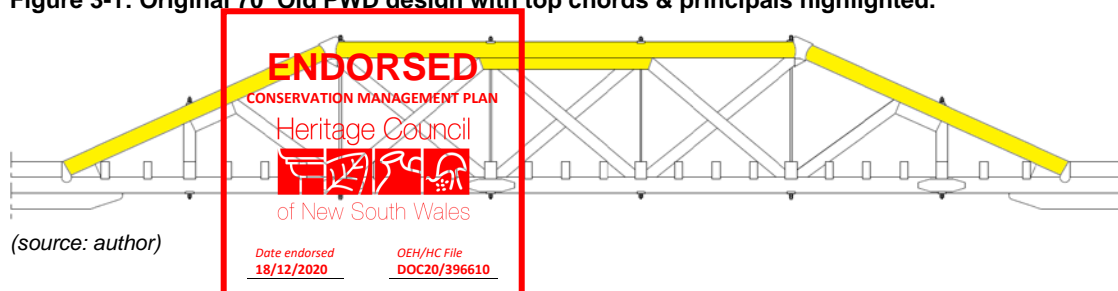 Figure 3-1: Original 70' Old PWD design with top chords & principals highlighted.
ENDORSED
CONSERVATION MANAGEMENT PLAN
Heritage Council
of New South Wales
(source: author)
Date endorsed
OEH/HC File
18/12/2020
DOC20/396610